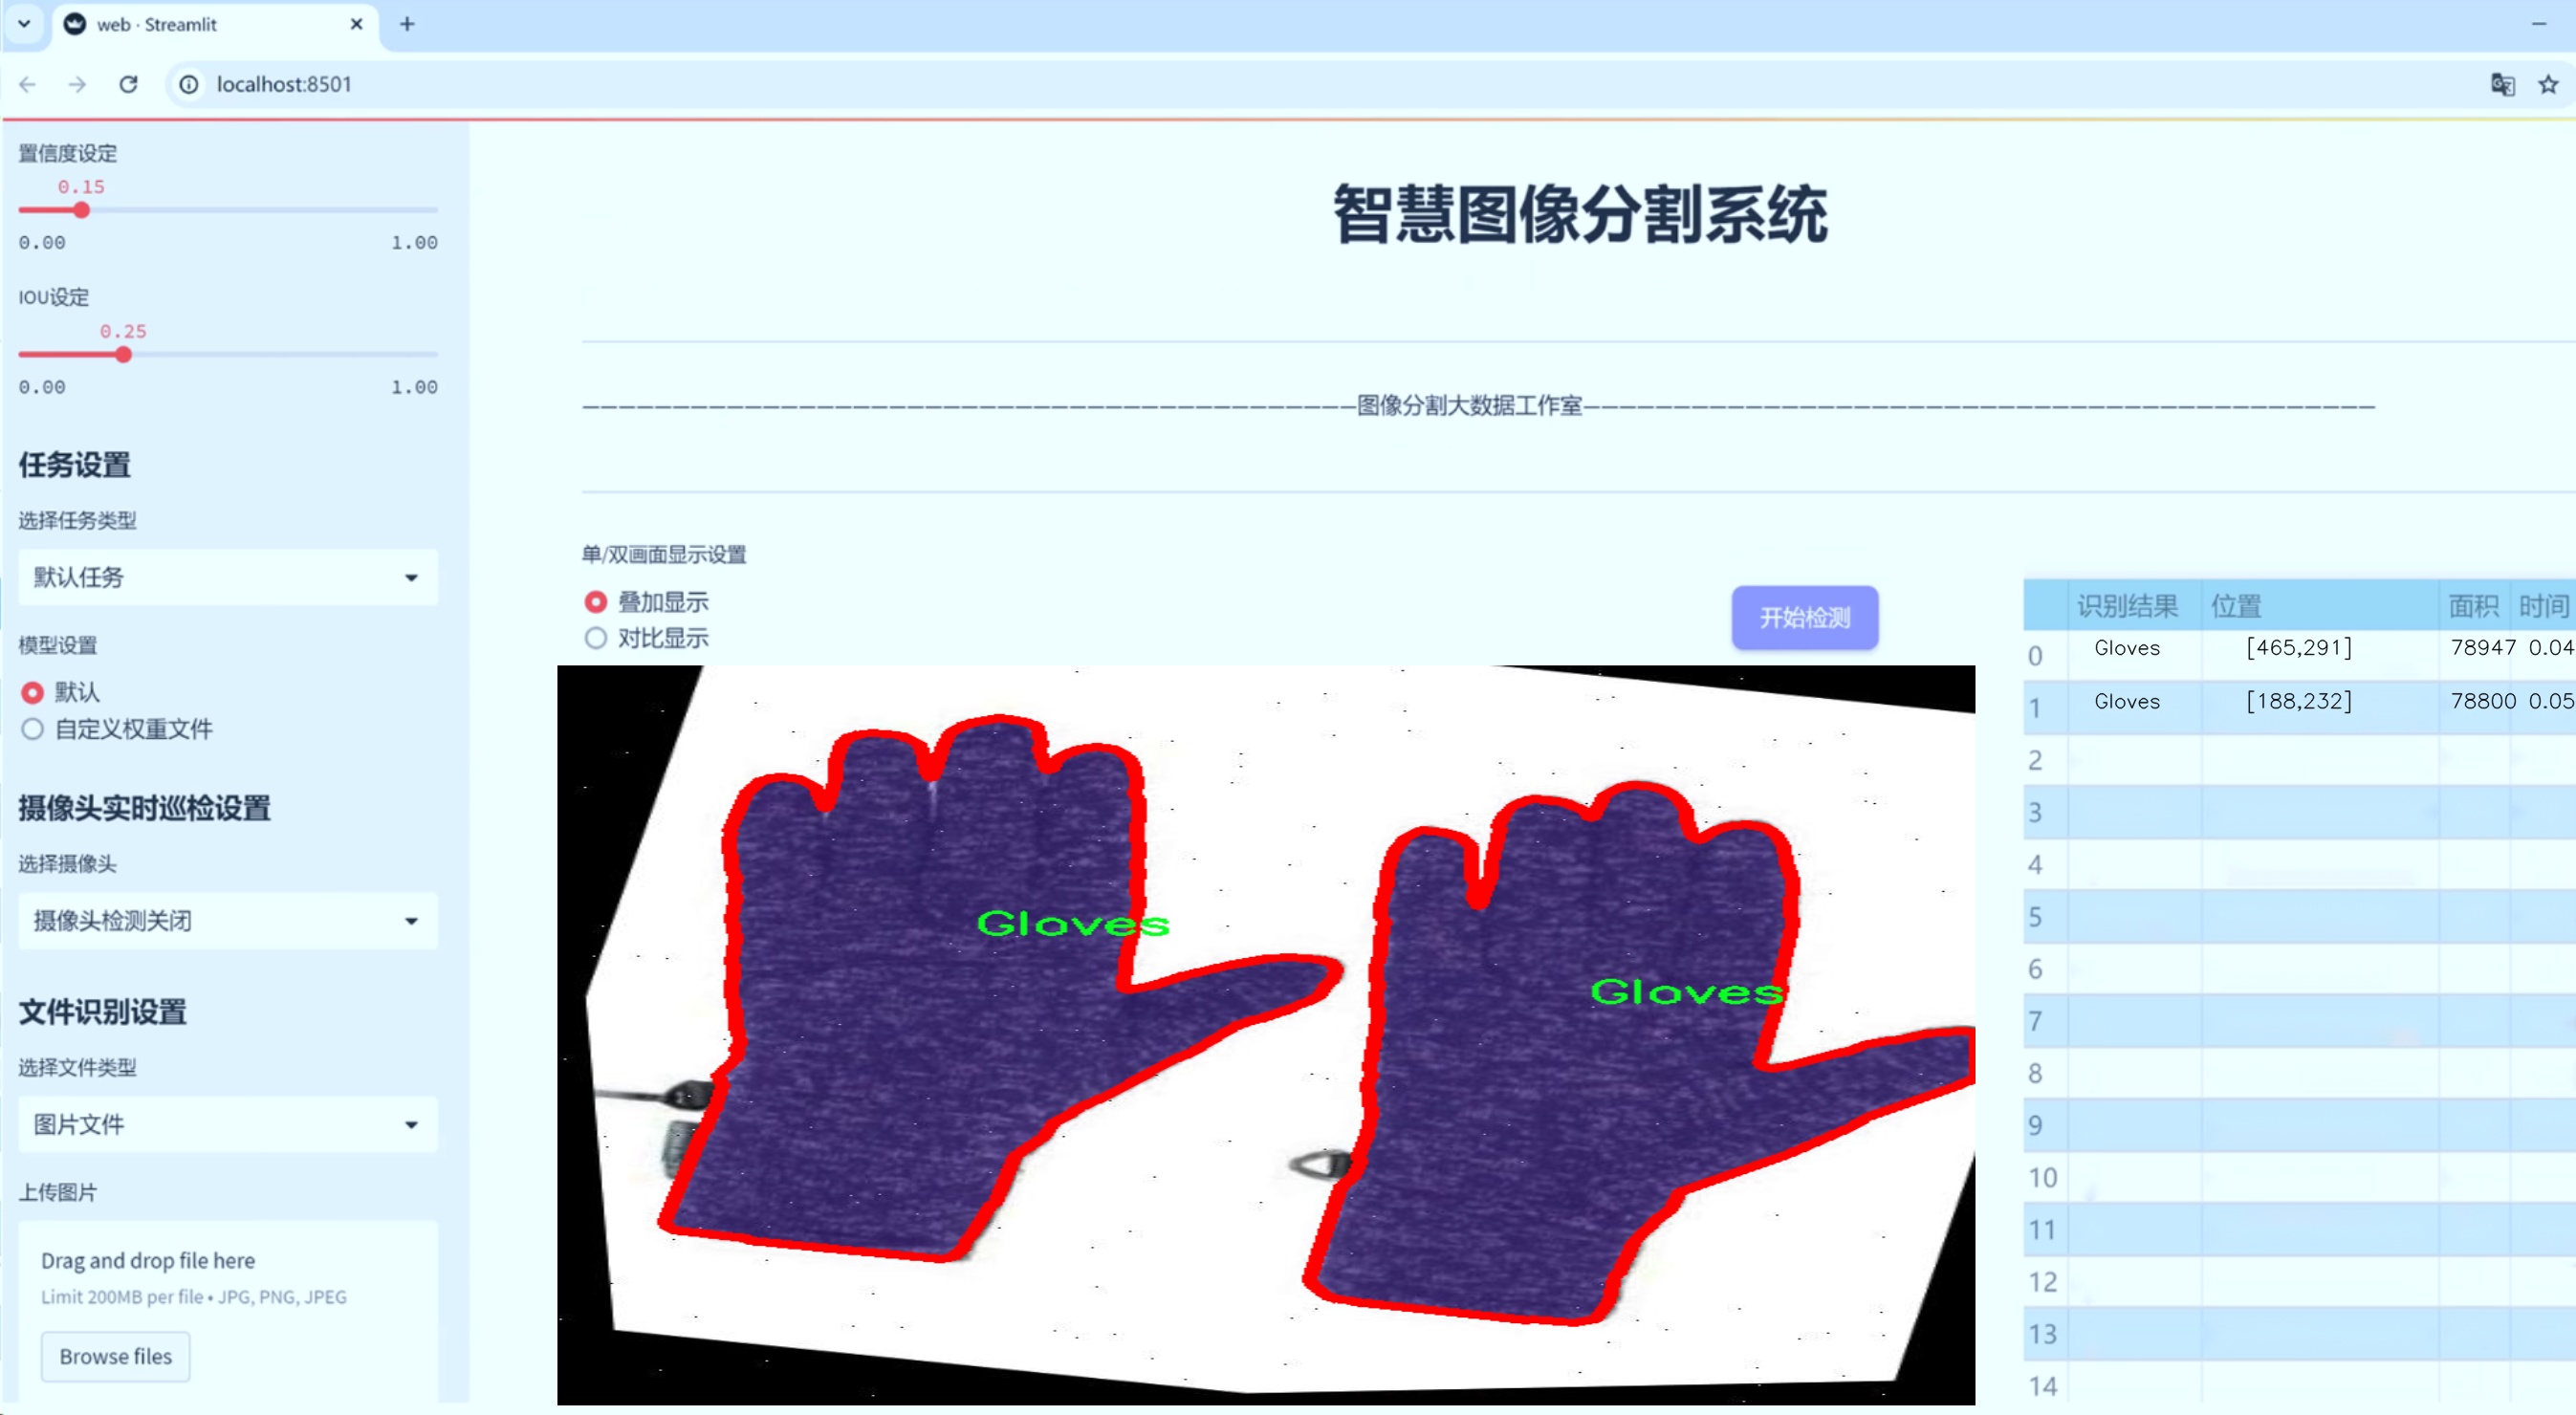 web · Streamlit
localhost:8501
置信度设定
0.15
0.00 1.00
IOU设定
0.25
0.00 1.00
任务设置
选择任务类型
默认任务
模型设置
默认
自定义权重文件
摄像头实时巡检设置
选择摄像头
摄像头检测关闭
文件识别设置
选择文件类型
图片文件
上传图片
Drag and drop file here
Limit 200MB per file • JPG, PNG, JPEG
Browse files
智慧图像分割系统
图像分割大数据工作室
单/双画面显示设置
叠加显示
对比显示
开始检测
Gloves
Gloves
识别结果 位置 面积 时间
0 Gloves [465,291] 78947 0.04
1 Gloves [188,232] 78800 0.05
2
3
4
5
6
7
8
9
10
11
12
13
14